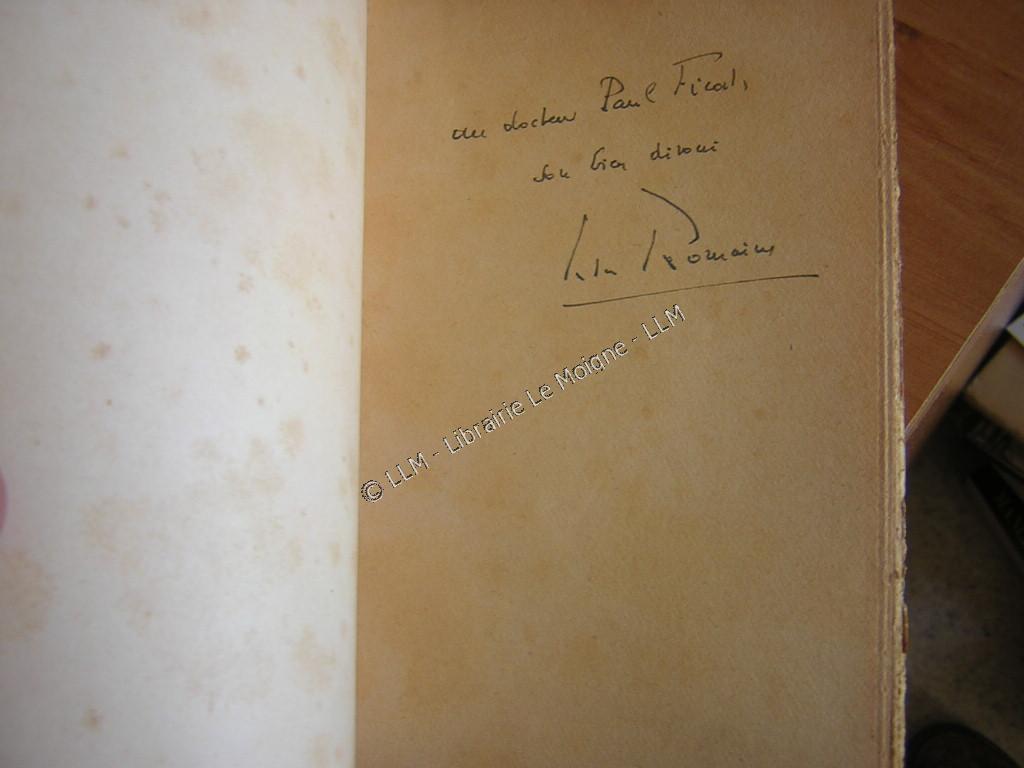 au docteur Paul Ficat,
son bien dévoué
Jules Romains
© LLM - Librairie Le Moigne - LLM